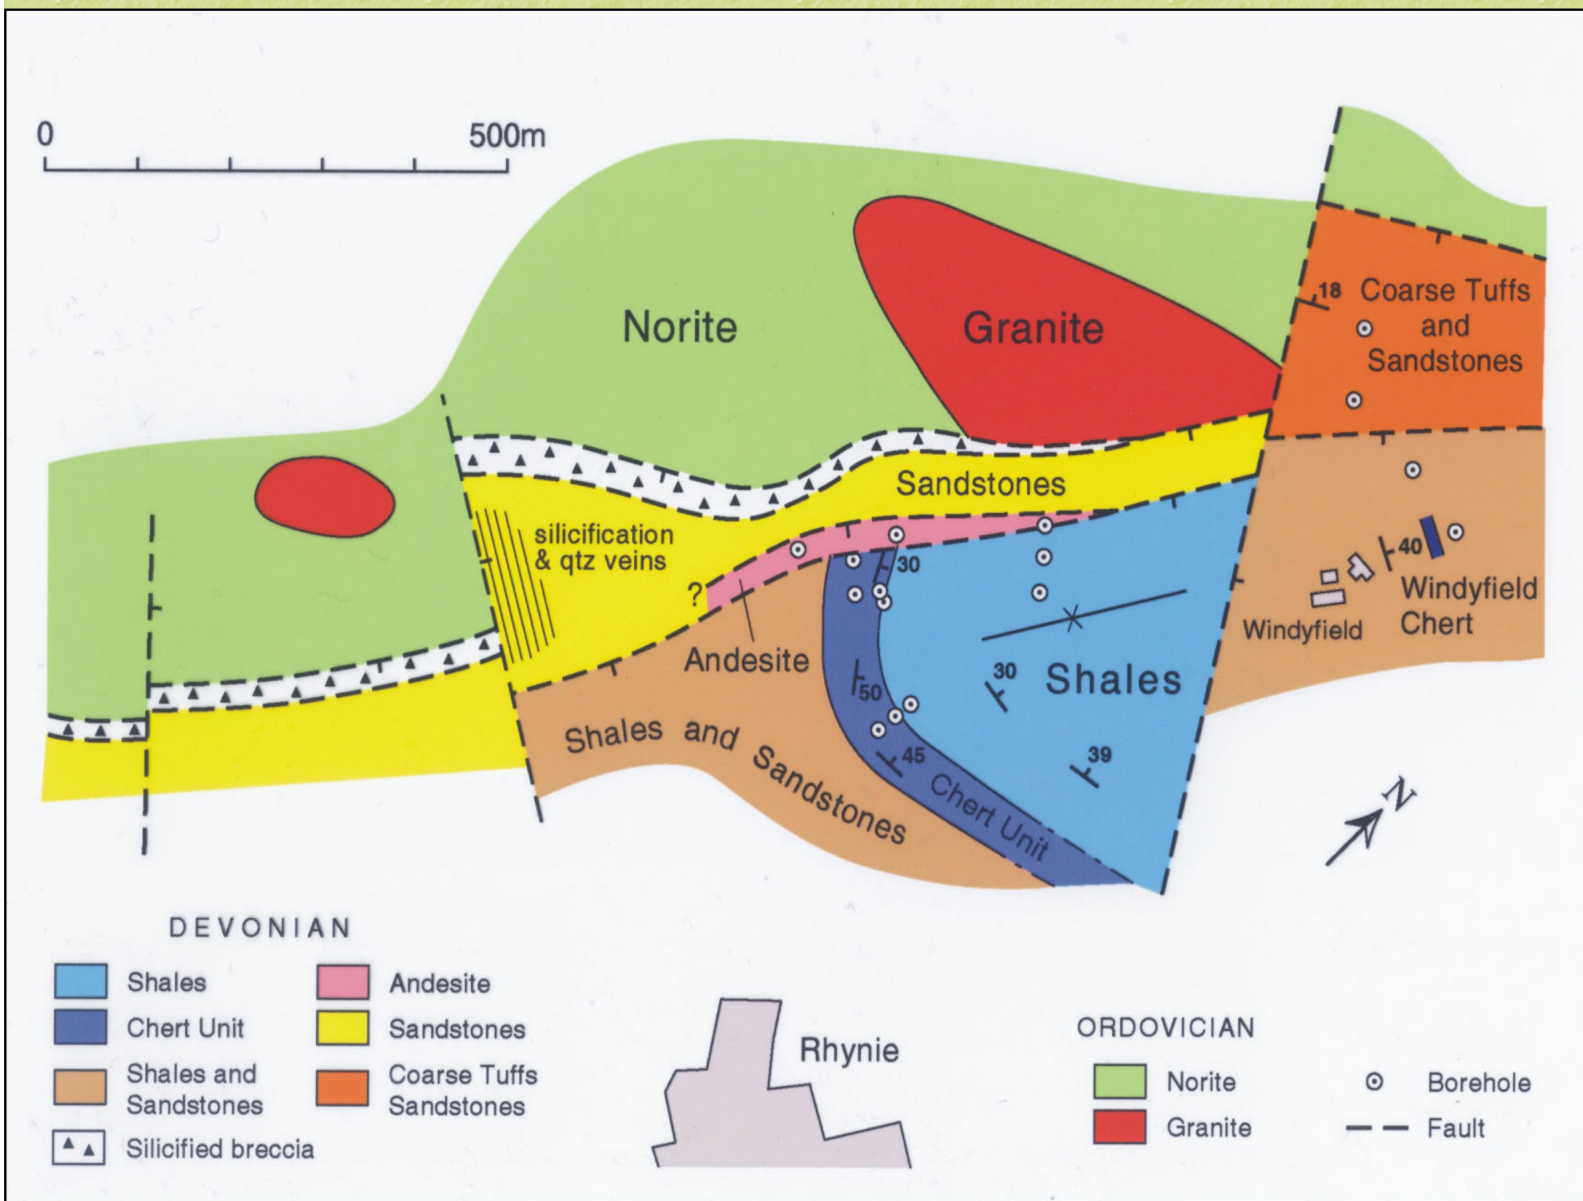 0
500m
Norite
Granite
18
Coarse Tuffs
and
Sandstones
Sandstones
silicification
& qtz veins
?
30
40
Windyfield
Chert
Windyfield
Andesite
50
30
Shales
39
45
Shales and Sandstones
Chert Unit
N
DEVONIAN
Shales
Chert Unit
Shales and
Sandstones
Silicified breccia
Andesite
Sandstones
Coarse Tuffs
Sandstones
Rhynie
ORDOVICIAN
Norite
Granite
Borehole
Fault